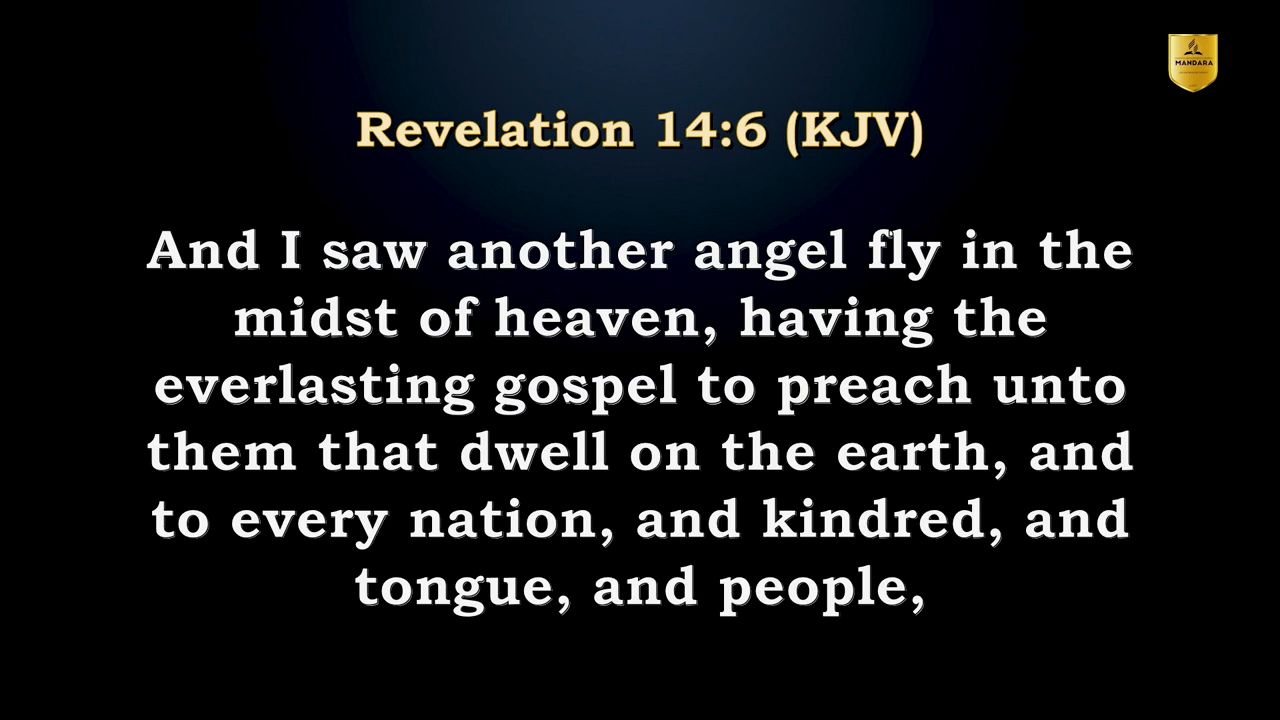 MANDARA
Revelation 14:6 (KJV)
And I saw another angel fly in the
midst of heaven, having the
everlasting gospel to preach unto
them that dwell on the earth, and
to every nation, and kindred, and
tongue, and people,